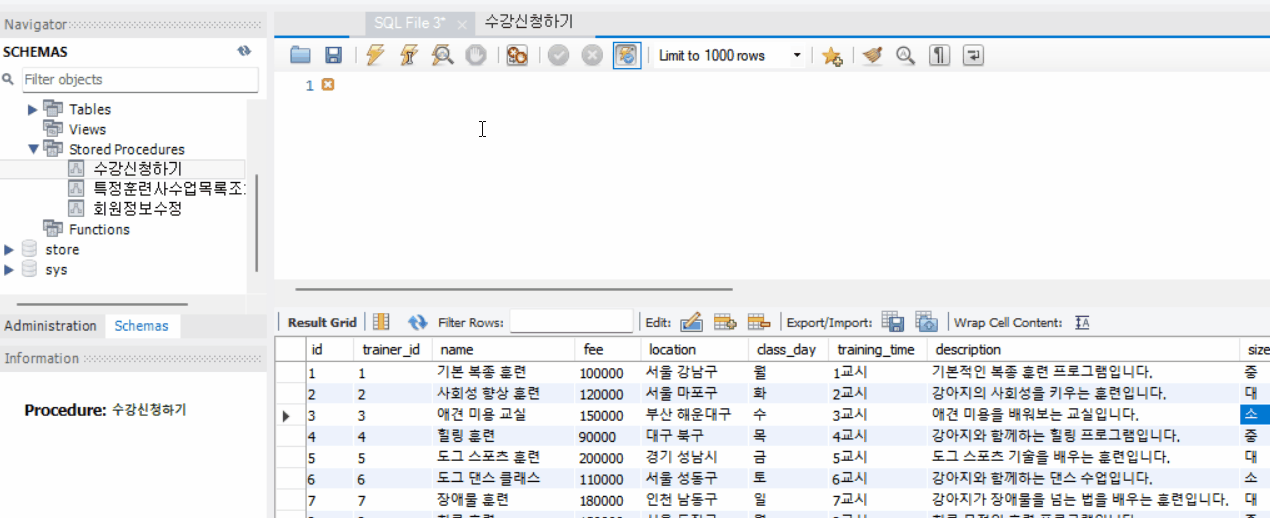 Navigator
SQL File 3* × 수강신청하기
SCHEMAS
Limit to 1000 rows
Filter objects
1
Tables
Views
Stored Procedures
수강신청하기
특정훈련사수업목록조
회원정보수정
Functions
store
sys
Administration Schemas
Information
Procedure: 수강신청하기
Result Grid Filter Rows: Edit: Export/Import: Wrap Cell Content:
id trainer_id name fee location class_day training_time description size
1 1 기본 복종 훈련 100000 서울 강남구 월 1교시 기본적인 복종 훈련 프로그램입니다. 중
2 2 사회성 향상 훈련 120000 서울 마포구 화 2교시 강아지의 사회성을 키우는 훈련입니다. 대
3 3 애견 미용 교실 150000 부산 해운대구 수 3교시 애견 미용을 배워보는 교실입니다. 소
4 4 힐링 훈련 90000 대구 북구 목 4교시 강아지와 함께하는 힐링 프로그램입니다. 중
5 5 도그 스포츠 훈련 200000 경기 성남시 금 5교시 도그 스포츠 기술을 배우는 훈련입니다. 대
6 6 도그 댄스 클래스 110000 서울 성동구 토 6교시 강아지와 함께하는 댄스 수업입니다. 소
7 7 장애물 훈련 180000 인천 남동구 일 7교시 강아지가 장애물을 넘는 법을 배우는 훈련입니다. 대